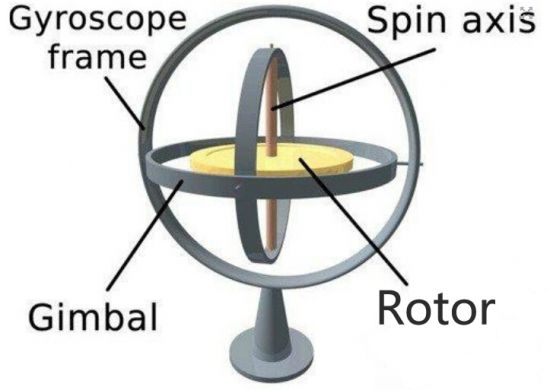 Gyroscope
frame
Spin axis
Gimbal
Rotor